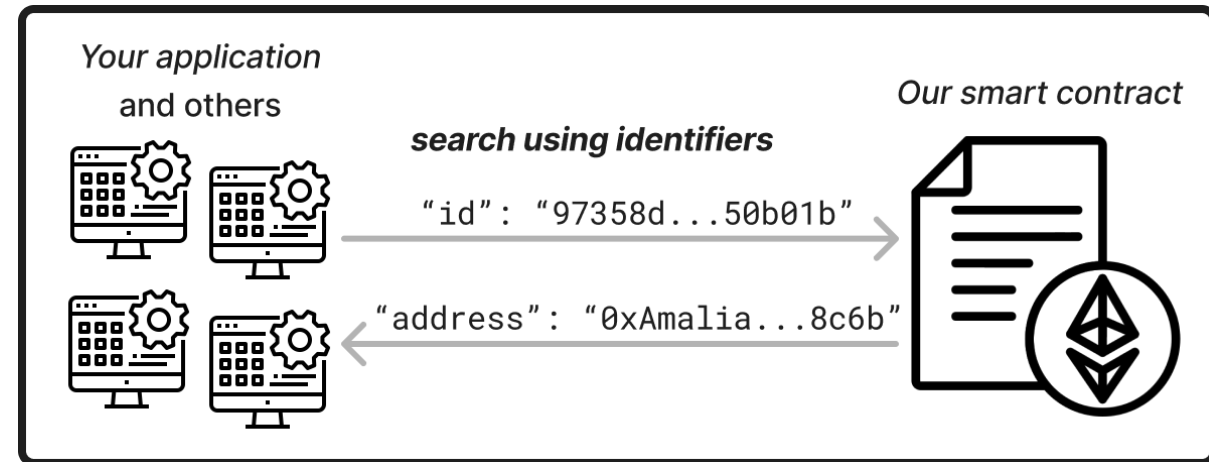 Your application
and others
Our smart contract
search using identifiers
“id”: “97358d...50b01b”
“address”: “0xAmalia...8c6b”